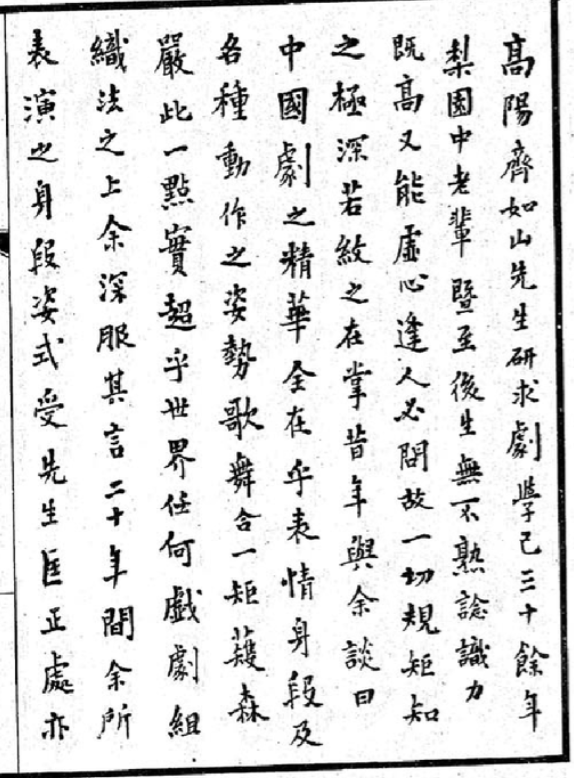 高陽齊如山先生研求劇學已三十餘年
梨園中老輩暨至後生無不熟諗識力
既高又能虛心逢人必問故一切規矩知
之極深若紋之在掌昔年與余談曰
中國劇之精華全在乎表情身段及
各種動作之姿勢歌舞合一矩蒦森
嚴此一點實超乎世界任何戲劇組
織法之上余深服其言二十年間余所
表演之身段姿式受先生匡正處亦